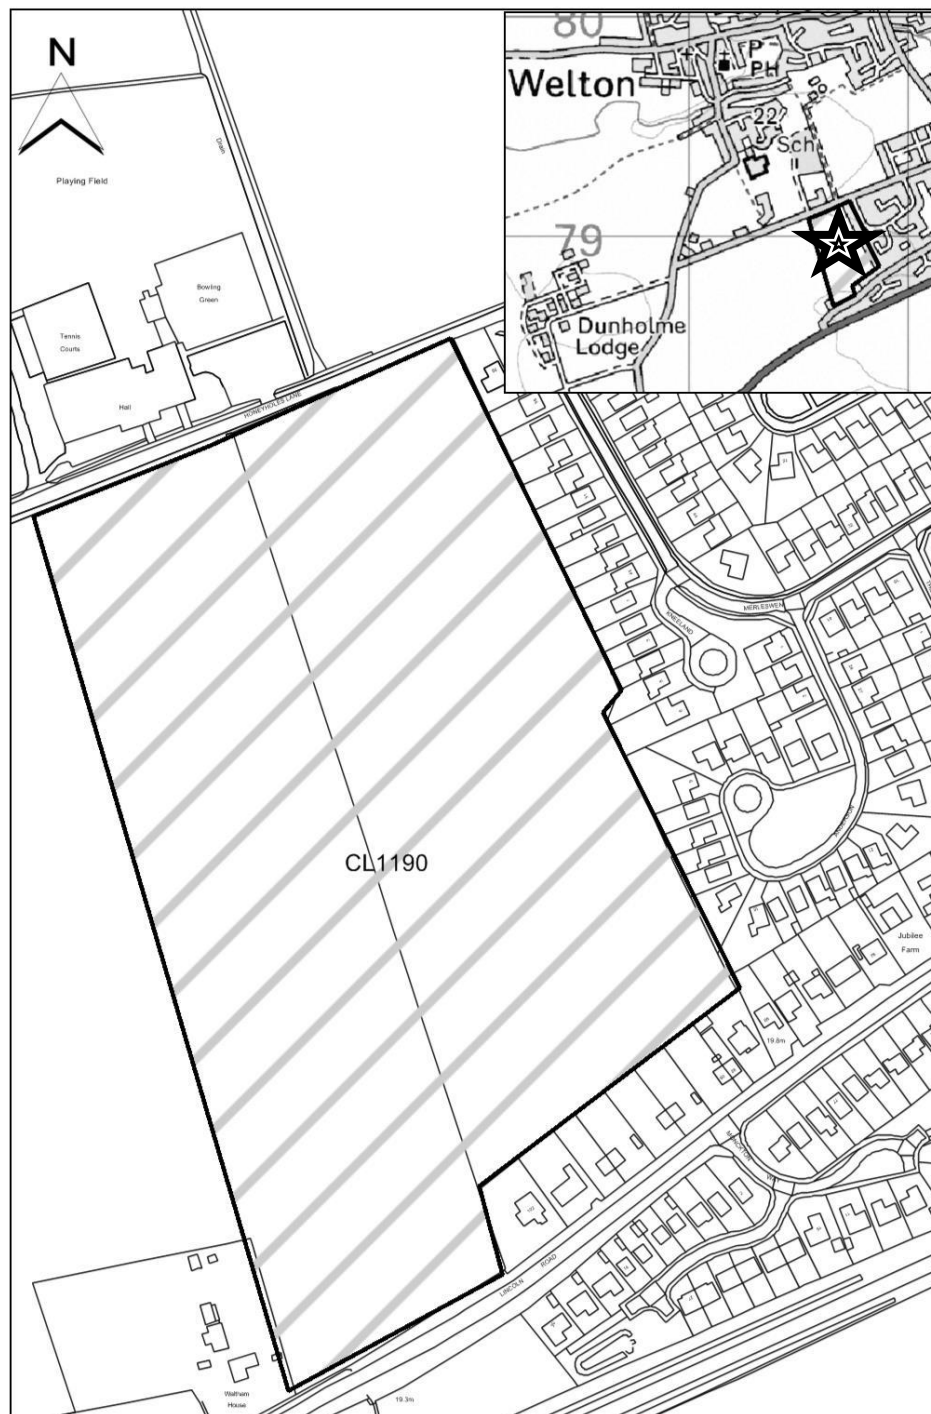 N
80
P
PH
Welton
22
Sch
79
Dunholme
Lodge
Drain
Playing Field
Bowling
Green
Tennis
Courts
Hall
HONEYHOLES LANE
KNEELAND
CL1190
Jubilee
Farm
19.8m
LINCOLN ROAD
Waltham
House
19.3m